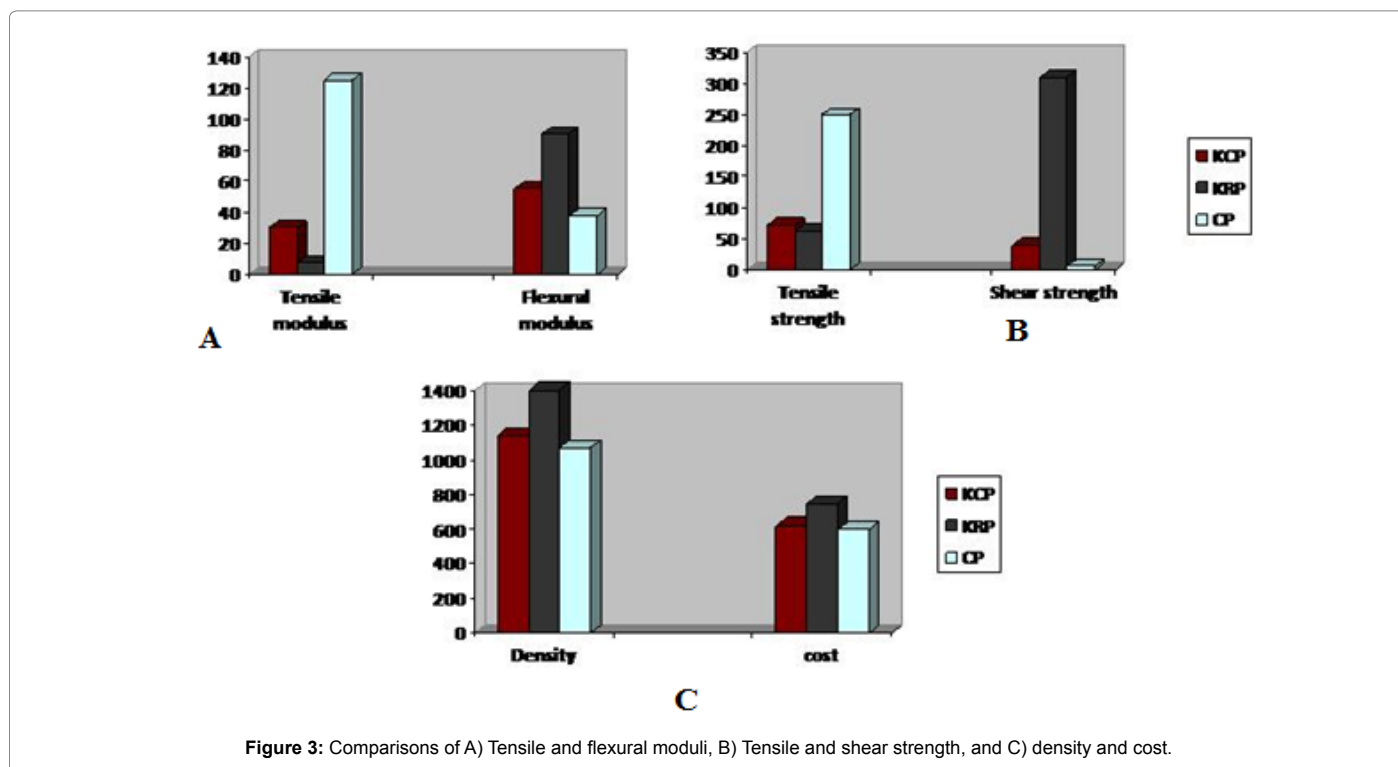 140
120
100
80
60
40
20
0
Tensile
modulus
Flexural
modulus
A
350
300
250
200
150
100
50
0
Tensile
strength
Shear strength
B
KCP
KRP
CP
1400
1200
1000
800
600
400
200
0
Density
cost
C
KCP
KRP
CP
Figure 3: Comparisons of A) Tensile and flexural moduli, B) Tensile and shear strength, and C) density and cost.